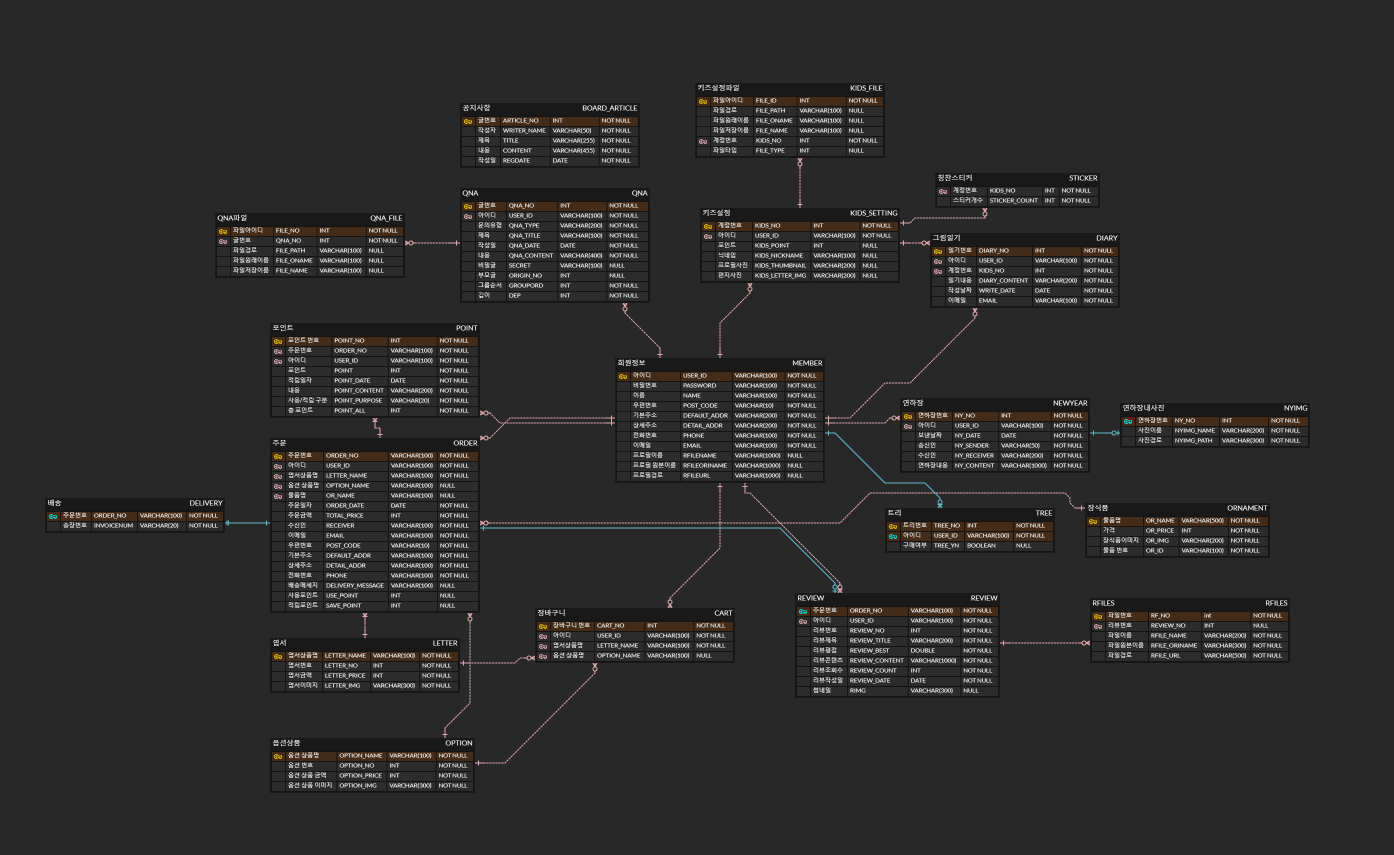 키즈설정파일 KIDS_FILE
파일아이디 FILE_ID INT NOT NULL
파일경로 FILE_PATH VARCHAR(100) NULL
파일원래이름 FILE_ONAME VARCHAR(100) NULL
파일저장이름 FILE_NAME VARCHAR(100) NULL
계정번호 KIDS_NO INT NOT NULL
파일타입 FILE_TYPE INT NULL
공지사항 BOARD_ARTICLE
글번호 ARTICLE_NO INT NOT NULL
작성자 WRITER_NAME VARCHAR(50) NOT NULL
제목 TITLE VARCHAR(255) NOT NULL
내용 CONTENT VARCHAR(455) NOT NULL
작성일 REGDATE DATE NOT NULL
칭찬스티커 STICKER
계정번호 KIDS_NO INT NOT NULL
스티커개수 STICKER_COUNT INT NOT NULL
QNA QNA
글번호 QNA_NO INT NOT NULL
아이디 USER_ID VARCHAR(100) NOT NULL
문의유형 QNA_TYPE VARCHAR(200) NOT NULL
제목 QNA_TITLE VARCHAR(100) NOT NULL
작성일 QNA_DATE DATE NOT NULL
내용 QNA_CONTENT VARCHAR(400) NOT NULL
비밀글 SECRET VARCHAR(100) NULL
부모글 ORIGIN_NO INT NULL
그룹순서 GROUPORD INT NOT NULL
깊이 DEP INT NOT NULL
QNA파일 QNA_FILE
파일아이디 FILE_NO INT NOT NULL
글번호 QNA_NO INT NOT NULL
파일경로 FILE_PATH VARCHAR(100) NULL
파일원래이름 FILE_ONAME VARCHAR(100) NULL
파일저장이름 FILE_NAME VARCHAR(100) NULL
키즈설정 KIDS_SETTING
계정번호 KIDS_NO INT NOT NULL
아이디 USER_ID VARCHAR(100) NOT NULL
포인트 KIDS_POINT INT NOT NULL
닉네임 KIDS_NICKNAME VARCHAR(100) NOT NULL
프로필사진 KIDS_THUMBNAIL VARCHAR(200) NOT NULL
편지사진 KIDS_LETTER_IMG VARCHAR(200) NOT NULL
그림일기 DIARY
일기번호 DIARY_NO INT NOT NULL
아이디 USER_ID VARCHAR(100) NOT NULL
계정번호 KIDS_NO INT NOT NULL
일기내용 DIARY_CONTENT VARCHAR(200) NOT NULL
작성날짜 WRITE_DATE DATE NOT NULL
이메일 EMAIL VARCHAR(100) NOT NULL
포인트 POINT
포인트 번호 POINT_NO INT NOT NULL
주문번호 ORDER_NO VARCHAR(100) NOT NULL
아이디 USER_ID VARCHAR(100) NOT NULL
포인트 POINT INT NOT NULL
적립일자 POINT_DATE DATE NOT NULL
내용 POINT_CONTENT VARCHAR(200) NOT NULL
사용/적립 구분 POINT_PURPOSE VARCHAR(20) NOT NULL
총 포인트 POINT_ALL INT NOT NULL
회원정보 MEMBER
아이디 USER_ID VARCHAR(100) NOT NULL
비밀번호 PASSWORD VARCHAR(100) NOT NULL
이름 NAME VARCHAR(100) NOT NULL
우편번호 POST_CODE VARCHAR(10) NOT NULL
기본주소 DEFAULT_ADDR VARCHAR(200) NOT NULL
상세주소 DETAIL_ADDR VARCHAR(200) NOT NULL
전화번호 PHONE VARCHAR(100) NOT NULL
이메일 EMAIL VARCHAR(100) NOT NULL
프로필이름 RFILENAME VARCHAR(1000) NULL
프로필 원본이름 RFILEORINAME VARCHAR(1000) NULL
프로필경로 RFILEURL VARCHAR(1000) NULL
연하장 NEWYEAR
연하장번호 NY_NO INT NOT NULL
아이디 USER_ID VARCHAR(100) NOT NULL
보낸날짜 NY_DATE DATE NOT NULL
송신인 NY_SENDER VARCHAR(50) NOT NULL
수신인 NY_RECEIVER VARCHAR(200) NOT NULL
연하장내용 NY_CONTENT VARCHAR(1000) NOT NULL
연하장내사진 NYIMG
연하장번호 NY_NO INT NOT NULL
사진이름 NYIMG_NAME VARCHAR(200) NOT NULL
사진경로 NYIMG_PATH VARCHAR(300) NOT NULL
주문 ORDER
주문번호 ORDER_NO VARCHAR(100) NOT NULL
아이디 USER_ID VARCHAR(100) NOT NULL
엽서상품명 LETTER_NAME VARCHAR(100) NOT NULL
옵션 상품명 OPTION_NAME VARCHAR(100) NULL
물품명 OR_NAME VARCHAR(500) NULL
주문일자 ORDER_DATE DATE NOT NULL
주문금액 TOTAL_PRICE INT NOT NULL
수신인 RECEIVER VARCHAR(100) NOT NULL
이메일 EMAIL VARCHAR(100) NOT NULL
우편번호 POST_CODE VARCHAR(10) NOT NULL
기본주소 DEFAULT_ADDR VARCHAR(100) NOT NULL
상세주소 DETAIL_ADDR VARCHAR(100) NOT NULL
전화번호 PHONE VARCHAR(100) NOT NULL
배송메세지 DELIVERY_MESSAGE VARCHAR(100) NULL
사용포인트 USE_POINT INT NULL
적립포인트 SAVE_POINT INT NOT NULL
배송 DELIVERY
주문번호 ORDER_NO VARCHAR(100) NOT NULL
송장번호 INVOICENUM VARCHAR(20) NOT NULL
트리 TREE
트리번호 TREE_NO INT NOT NULL
아이디 USER_ID VARCHAR(100) NOT NULL
구매여부 TREE_YN BOOLEAN NULL
장식품 ORNAMENT
물품명 OR_NAME VARCHAR(500) NOT NULL
가격 OR_PRICE INT NOT NULL
장식품이미지 OR_IMG VARCHAR(200) NOT NULL
물품 번호 OR_ID VARCHAR(100) NOT NULL
REVIEW REVIEW
주문번호 ORDER_NO VARCHAR(100) NOT NULL
아이디 USER_ID VARCHAR(100) NOT NULL
리뷰번호 REVIEW_NO INT NOT NULL
리뷰제목 REVIEW_TITLE VARCHAR(200) NOT NULL
리뷰평점 REVIEW_BEST DOUBLE NOT NULL
리뷰콘텐츠 REVIEW_CONTENT VARCHAR(1000) NOT NULL
리뷰조회수 REVIEW_COUNT INT NOT NULL
리뷰작성일 REVIEW_DATE DATE NOT NULL
썸네일 RIMG VARCHAR(300) NULL
RFILES RFILES
파일번호 RF_NO int NOT NULL
리뷰번호 REVIEW_NO INT NOT NULL
파일이름 RFILE_NAME VARCHAR(200) NOT NULL
파일원본이름 RFILE_ORINAME VARCHAR(300) NOT NULL
파일경로 RFILE_URL VARCHAR(500) NOT NULL
장바구니 CART
장바구니 번호 CART_NO INT NOT NULL
아이디 USER_ID VARCHAR(100) NOT NULL
엽서상품명 LETTER_NAME VARCHAR(100) NOT NULL
옵션 상품명 OPTION_NAME VARCHAR(100) NULL
엽서 LETTER
엽서상품명 LETTER_NAME VARCHAR(100) NOT NULL
엽서번호 LETTER_NO INT NOT NULL
엽서금액 LETTER_PRICE INT NOT NULL
엽서이미지 LETTER_IMG VARCHAR(300) NOT NULL
옵션상품 OPTION
옵션 상품명 OPTION_NAME VARCHAR(100) NOT NULL
옵션 번호 OPTION_NO INT NOT NULL
옵션 상품 금액 OPTION_PRICE INT NOT NULL
옵션 상품 이미지 OPTION_IMG VARCHAR(300) NOT NULL